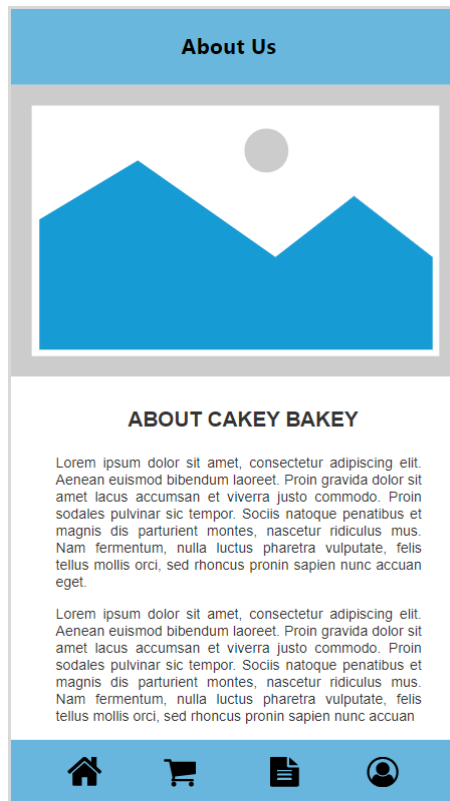 About Us
ABOUT CAKEY BAKEY
Lorem ipsum dolor sit amet, consectetur adipiscing elit.
Aenean euismod bibendum laoreet. Proin gravida dolor sit
amet lacus accumsan et viverra justo commodo. Proin
sodales pulvinar sic tempor. Sociis natoque penatibus et
magnis dis parturient montes, nascetur ridiculus mus.
Nam fermentum, nulla luctus pharetra vulputate, felis
tellus mollis orci, sed rhoncus pronin sapien nunc accuan
eget.
Lorem ipsum dolor sit amet, consectetur adipiscing elit.
Aenean euismod bibendum laoreet. Proin gravida dolor sit
amet lacus accumsan et viverra justo commodo. Proin
sodales pulvinar sic tempor. Sociis natoque penatibus et
magnis dis parturient montes, nascetur ridiculus mus.
Nam fermentum, nulla luctus pharetra vulputate, felis
tellus mollis orci, sed rhoncus pronin sapien nunc accuan